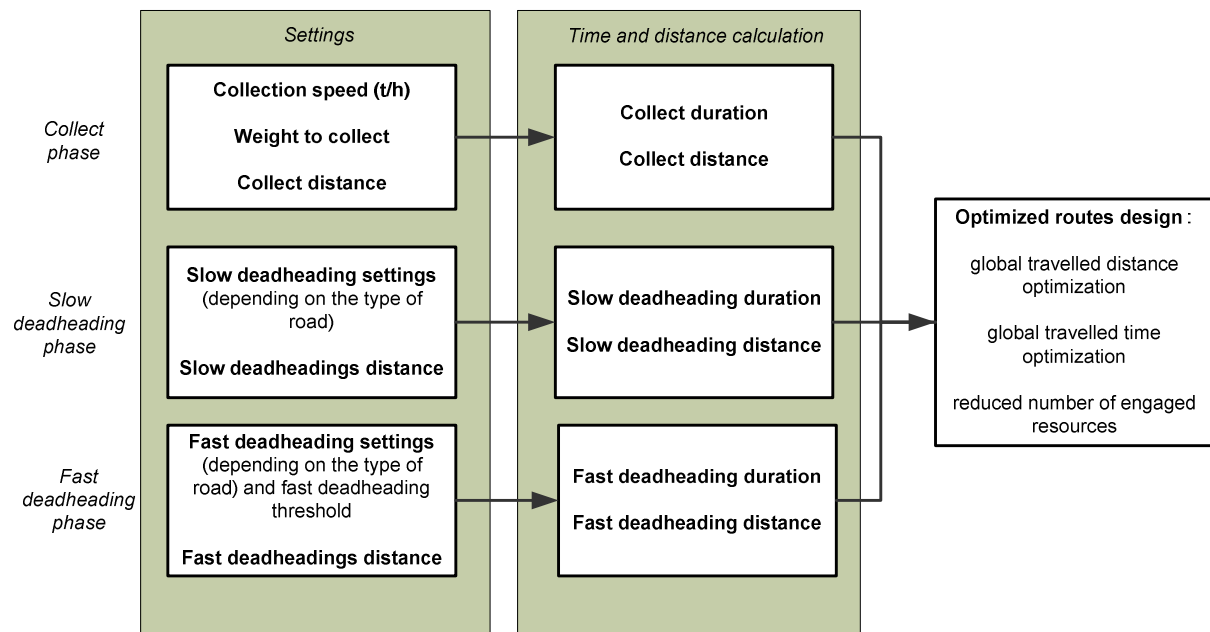 Settings
Time and distance calculation
Collect
phase
Collection speed (t/h)
Weight to collect
Collect distance
Collect duration
Collect distance
Slow
deadheading
phase
Slow deadheading settings
(depending on the type of
road)
Slow deadheadings distance
Slow deadheading duration
Slow deadheading distance
Fast
deadheading
phase
Fast deadheading settings
(depending on the type of
road) and fast deadheading
threshold
Fast deadheadings distance
Fast deadheading duration
Fast deadheading distance
Optimized routes design :
global travelled distance
optimization
global travelled time
optimization
reduced number of engaged
resources